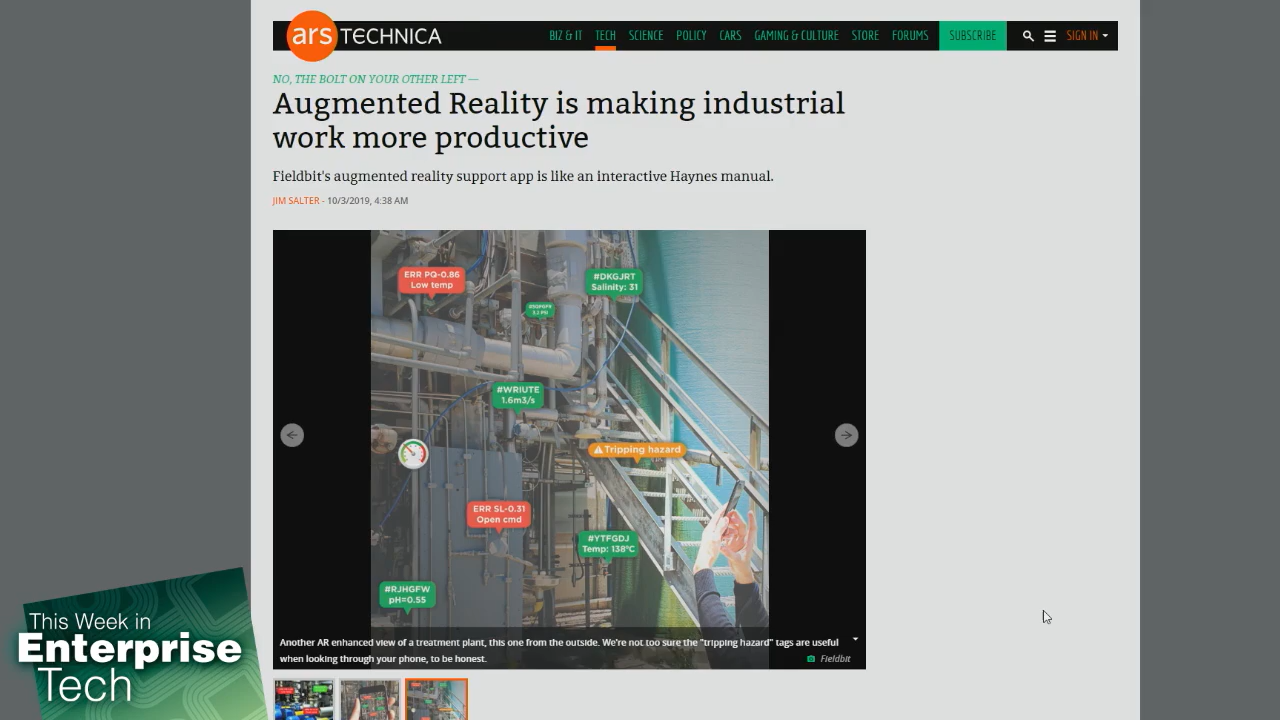 ars TECHNICA
BIZ & IT TECH SCIENCE POLICY CARS GAMING & CULTURE STORE FORUMS SUBSCRIBE SIGN IN
NO, THE BOLT ON YOUR OTHER LEFT —
Augmented Reality is making industrial
work more productive
Fieldbit's augmented reality support app is like an interactive Haynes manual.
JIM SALTER - 10/3/2019, 4:38 AM
ERR PQ-0.86
Low temp
#DKGJRT
Salinity: 31
#WRIUTE
1.6m3/s
Tripping hazard
ERR SL-0.31
Open cmd
#YTFGDJ
Temp: 138°C
#RJHGFW
pH=0.55
Another AR enhanced view of a treatment plant, this one from the outside. We're not too sure the "tripping hazard" tags are useful
when looking through your phone, to be honest.
Fieldbit
This Week in
Enterprise
Tech